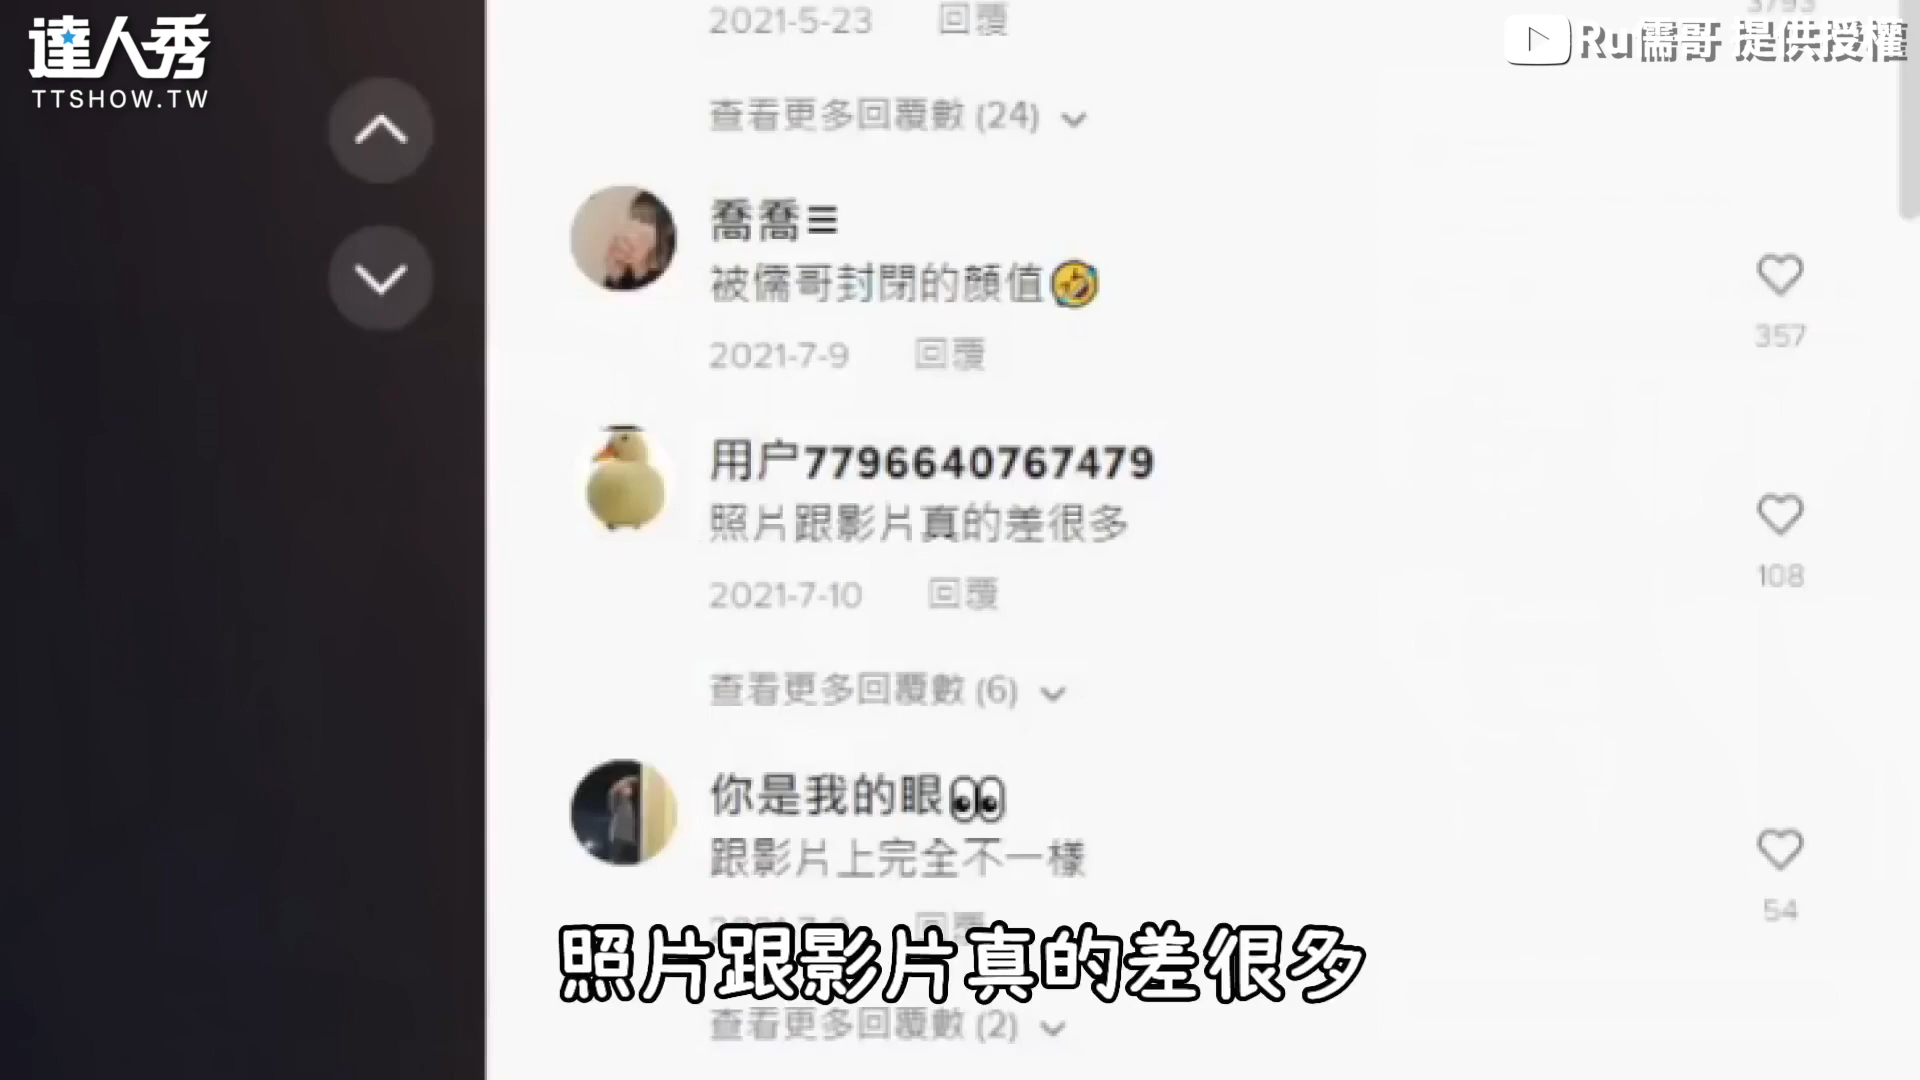 達人秀
TTSHOW.TW
Ru儒哥 提供授權
3793
2021-5-23 回覆
查看更多回覆數 (24)
喬喬☰
被儒哥封閉的顏值🤣
357
2021-7-9 回覆
用户7796640767479
照片跟影片真的差很多
108
2021-7-10 回覆
查看更多回覆數 (6)
你是我的眼👀
跟影片上完全不一樣
54
回覆
照片跟影片真的差很多
查看更多回覆數 (2)